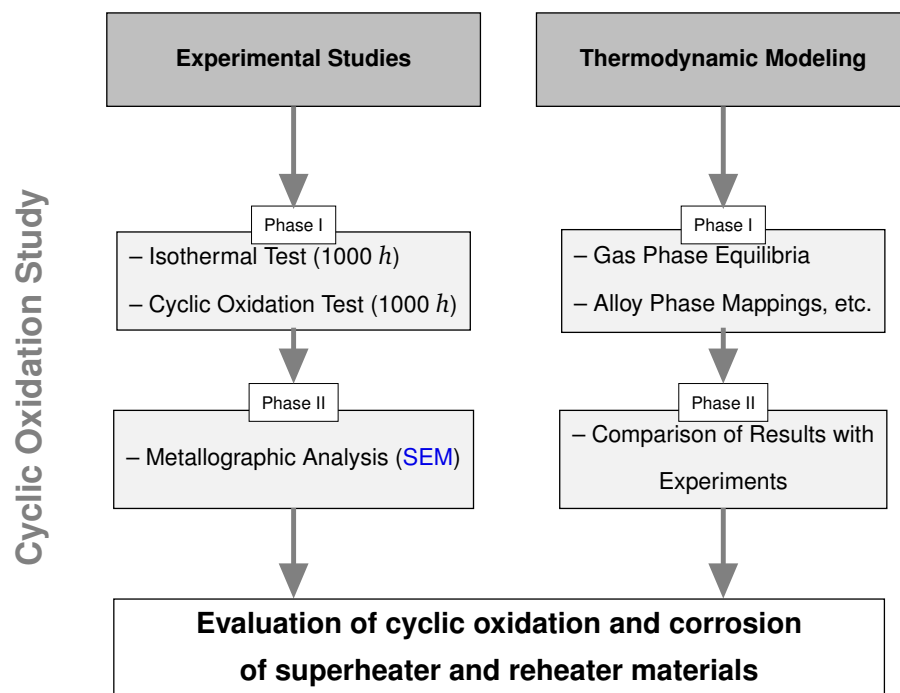 Cyclic Oxidation Study
Experimental Studies
Thermodynamic Modeling
Phase I
– Isothermal Test (1000 h)
– Cyclic Oxidation Test (1000 h)
Phase I
– Gas Phase Equilibria
– Alloy Phase Mappings, etc.
Phase II
– Metallographic Analysis (SEM)
Phase II
– Comparison of Results with
Experiments
Evaluation of cyclic oxidation and corrosion
of superheater and reheater materials